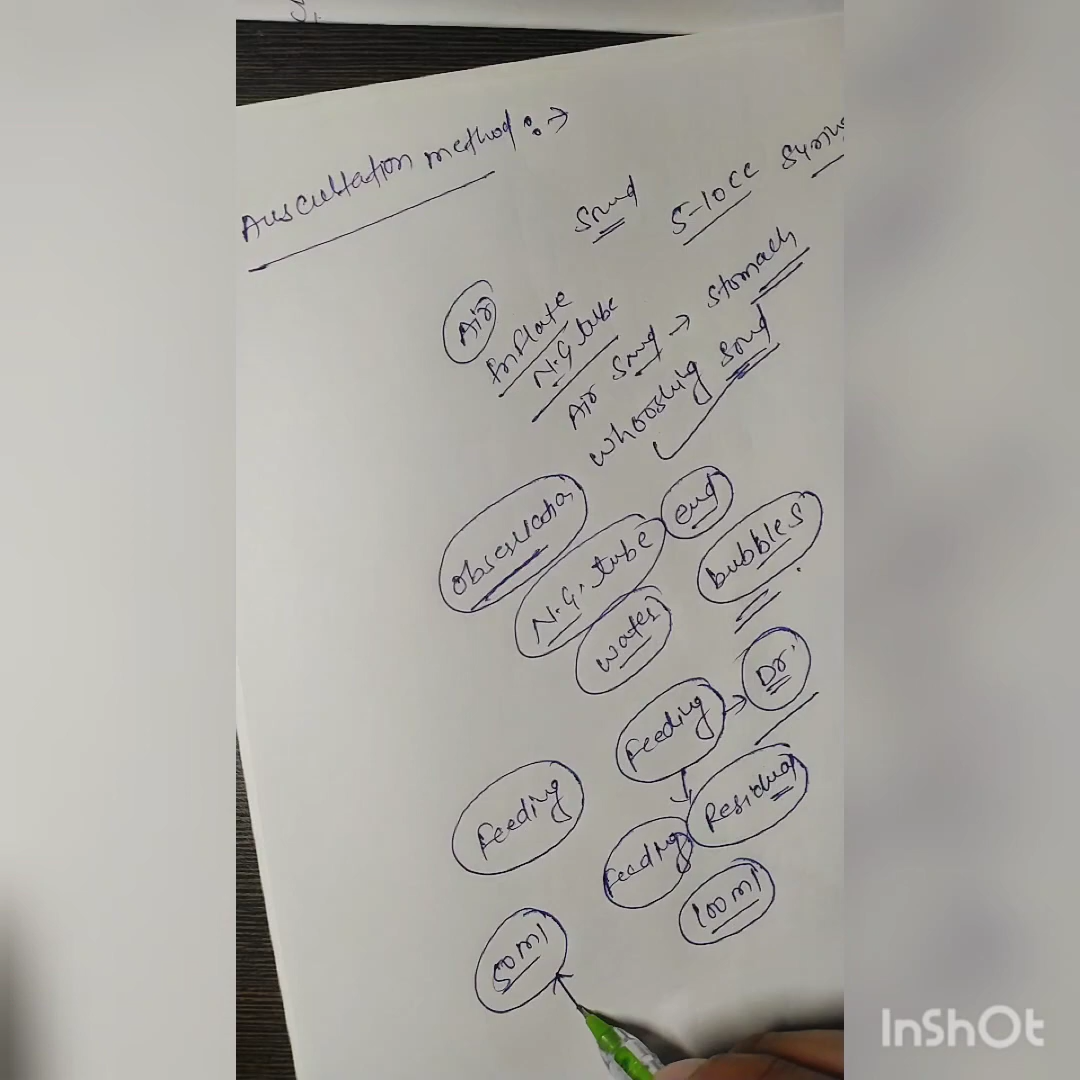 Auscultation method :→
Sound 5-10cc Syrin
Air
Inflate
N.G tube
Air Sound → Stomach
Whooshing Sound
Observation
N.G. tube end
Water bubbles
Feeding → Dr.
↓
Feeding Residual
Feeding
100ml
50ml
InShOt